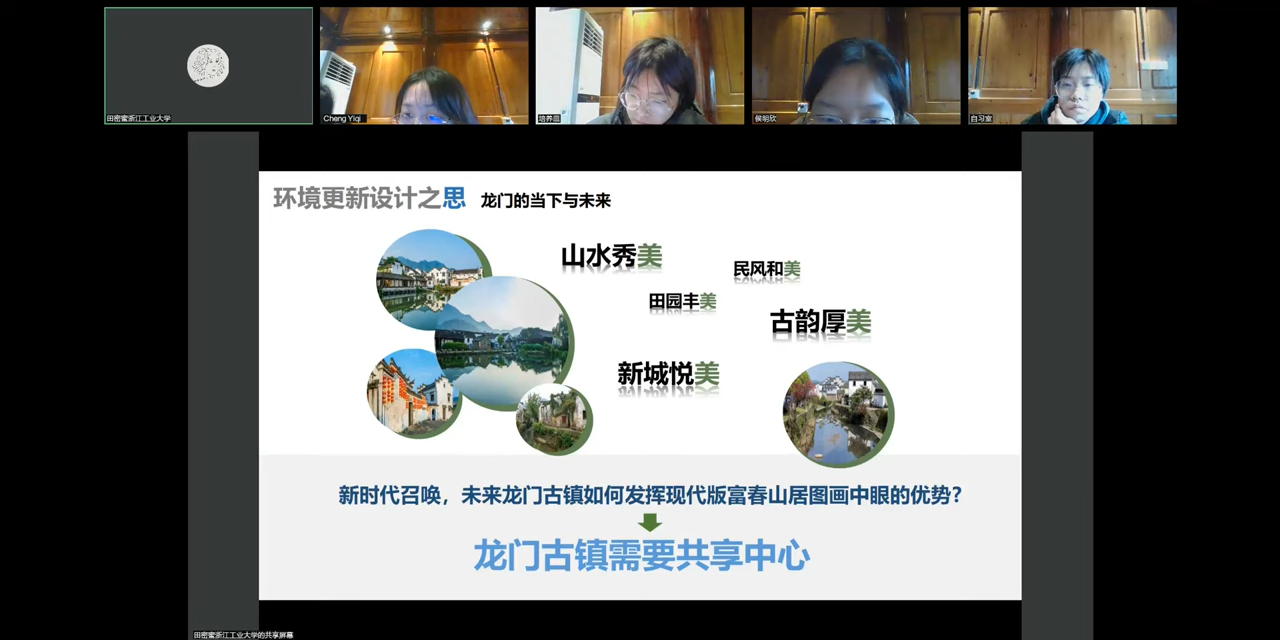 田密蜜浙江工业大学
Cheng Yiqi
培养皿
侯明欣
自习室
环境更新设计之思 龙门的当下与未来
山水秀美
民风和美
田园丰美
古韵厚美
新城悦美
新时代召唤，未来龙门古镇如何发挥现代版富春山居图画中眼的优势？
龙门古镇需要共享中心
田密蜜浙江工业大学的共享屏幕